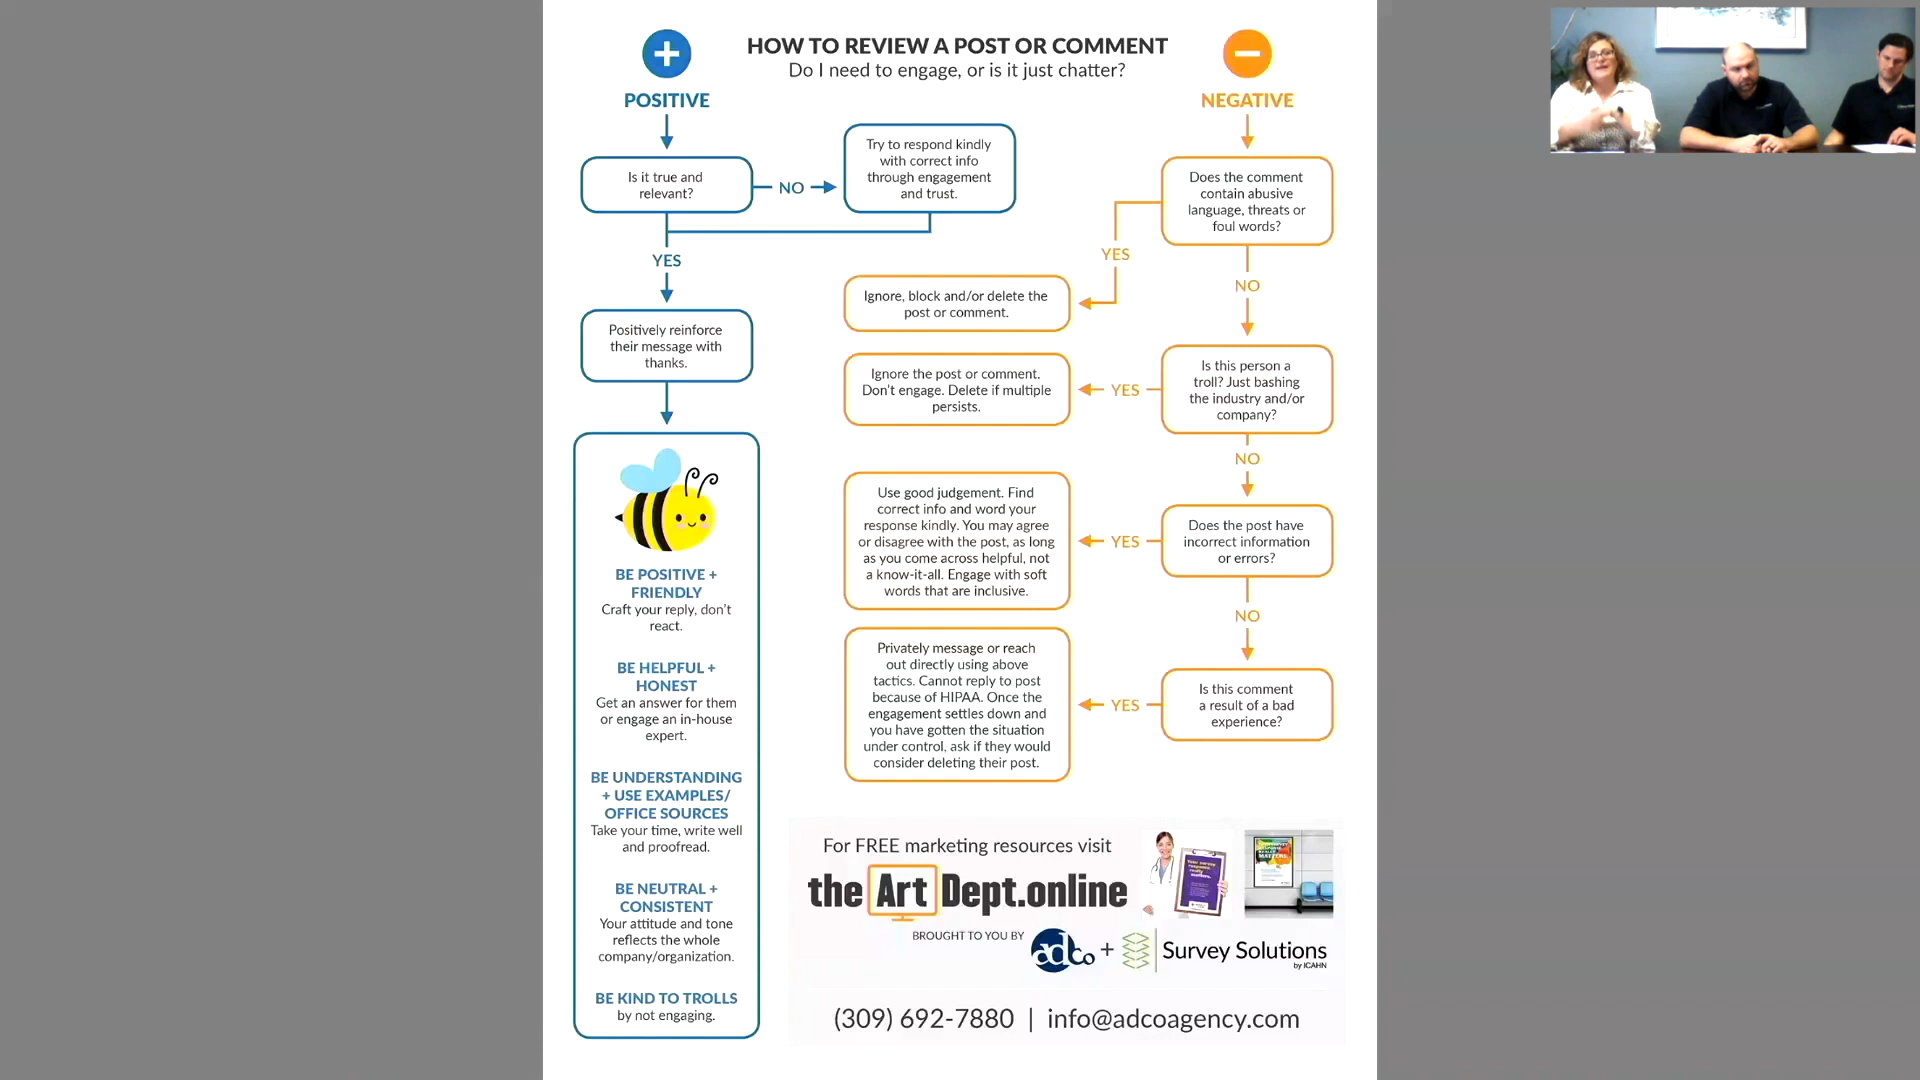 HOW TO REVIEW A POST OR COMMENT
Do I need to engage, or is it just chatter?
POSITIVE
Is it true and
relevant?
NO
Try to respond kindly
with correct info
through engagement
and trust.
YES
Positively reinforce
their message with
thanks.
BE POSITIVE +
FRIENDLY
Craft your reply, don't
react.
BE HELPFUL +
HONEST
Get an answer for them
or engage an in-house
expert.
BE UNDERSTANDING
+ USE EXAMPLES/
OFFICE SOURCES
Take your time, write well
and proofread.
BE NEUTRAL +
CONSISTENT
Your attitude and tone
reflects the whole
company/organization.
BE KIND TO TROLLS
by not engaging.
NEGATIVE
Does the comment
contain abusive
language, threats or
foul words?
YES
Ignore, block and/or delete the
post or comment.
NO
Is this person a
troll? Just bashing
the industry and/or
company?
YES
Ignore the post or comment.
Don't engage. Delete if multiple
persists.
NO
Does the post have
incorrect information
or errors?
YES
Use good judgement. Find
correct info and word your
response kindly. You may agree
or disagree with the post, as long
as you come across helpful, not
a know-it-all. Engage with soft
words that are inclusive.
NO
Is this comment
a result of a bad
experience?
YES
Privately message or reach
out directly using above
tactics. Cannot reply to post
because of HIPAA. Once the
engagement settles down and
you have gotten the situation
under control, ask if they would
consider deleting their post.
For FREE marketing resources visit
the Art Dept.online
BROUGHT TO YOU BY
adco + Survey Solutions
by ICAHN
(309) 692-7880 | info@adcoagency.com